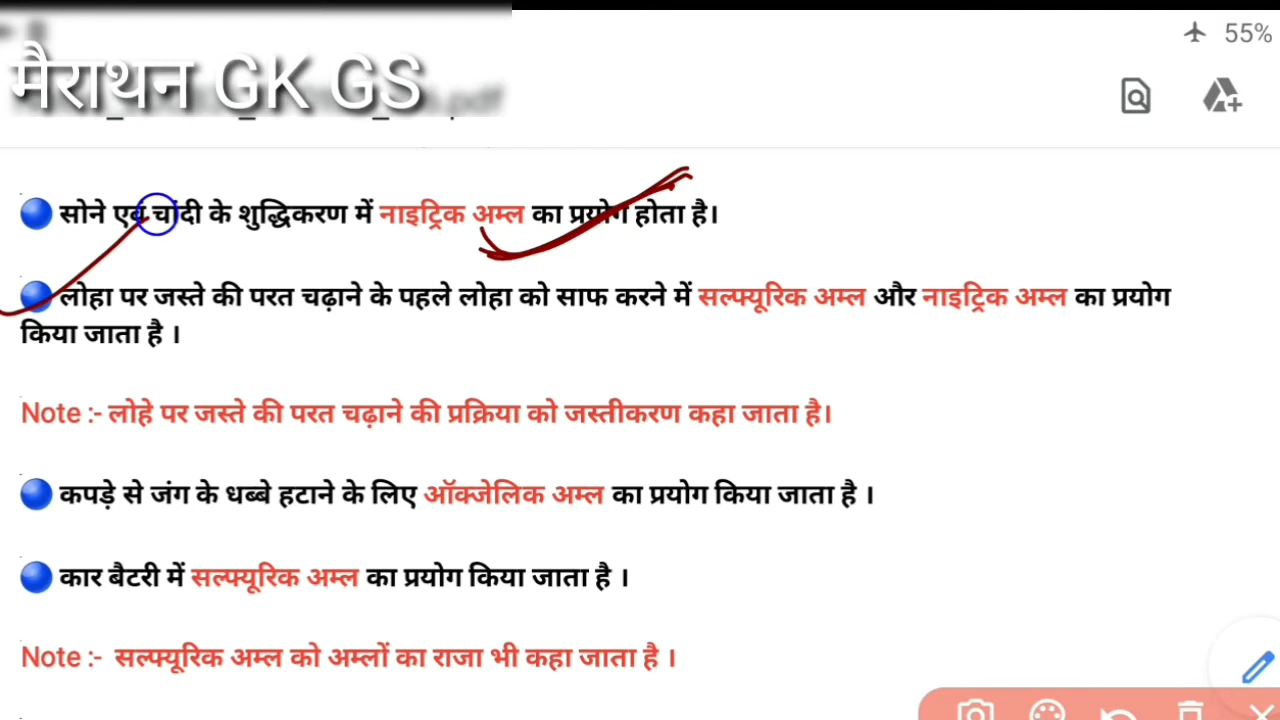 55%
मैराथन GK GS
.pdf
सोने एवं चांदी के शुद्धिकरण में नाइट्रिक अम्ल का प्रयोग होता है।
लोहा पर जस्ते की परत चढ़ाने के पहले लोहा को साफ करने में सल्फ्यूरिक अम्ल और नाइट्रिक अम्ल का प्रयोग
किया जाता है ।
Note :- लोहे पर जस्ते की परत चढ़ाने की प्रक्रिया को जस्तीकरण कहा जाता है।
कपड़े से जंग के धब्बे हटाने के लिए ऑक्जेलिक अम्ल का प्रयोग किया जाता है ।
कार बैटरी में सल्फ्यूरिक अम्ल का प्रयोग किया जाता है ।
Note :- सल्फ्यूरिक अम्ल को अम्लों का राजा भी कहा जाता है ।